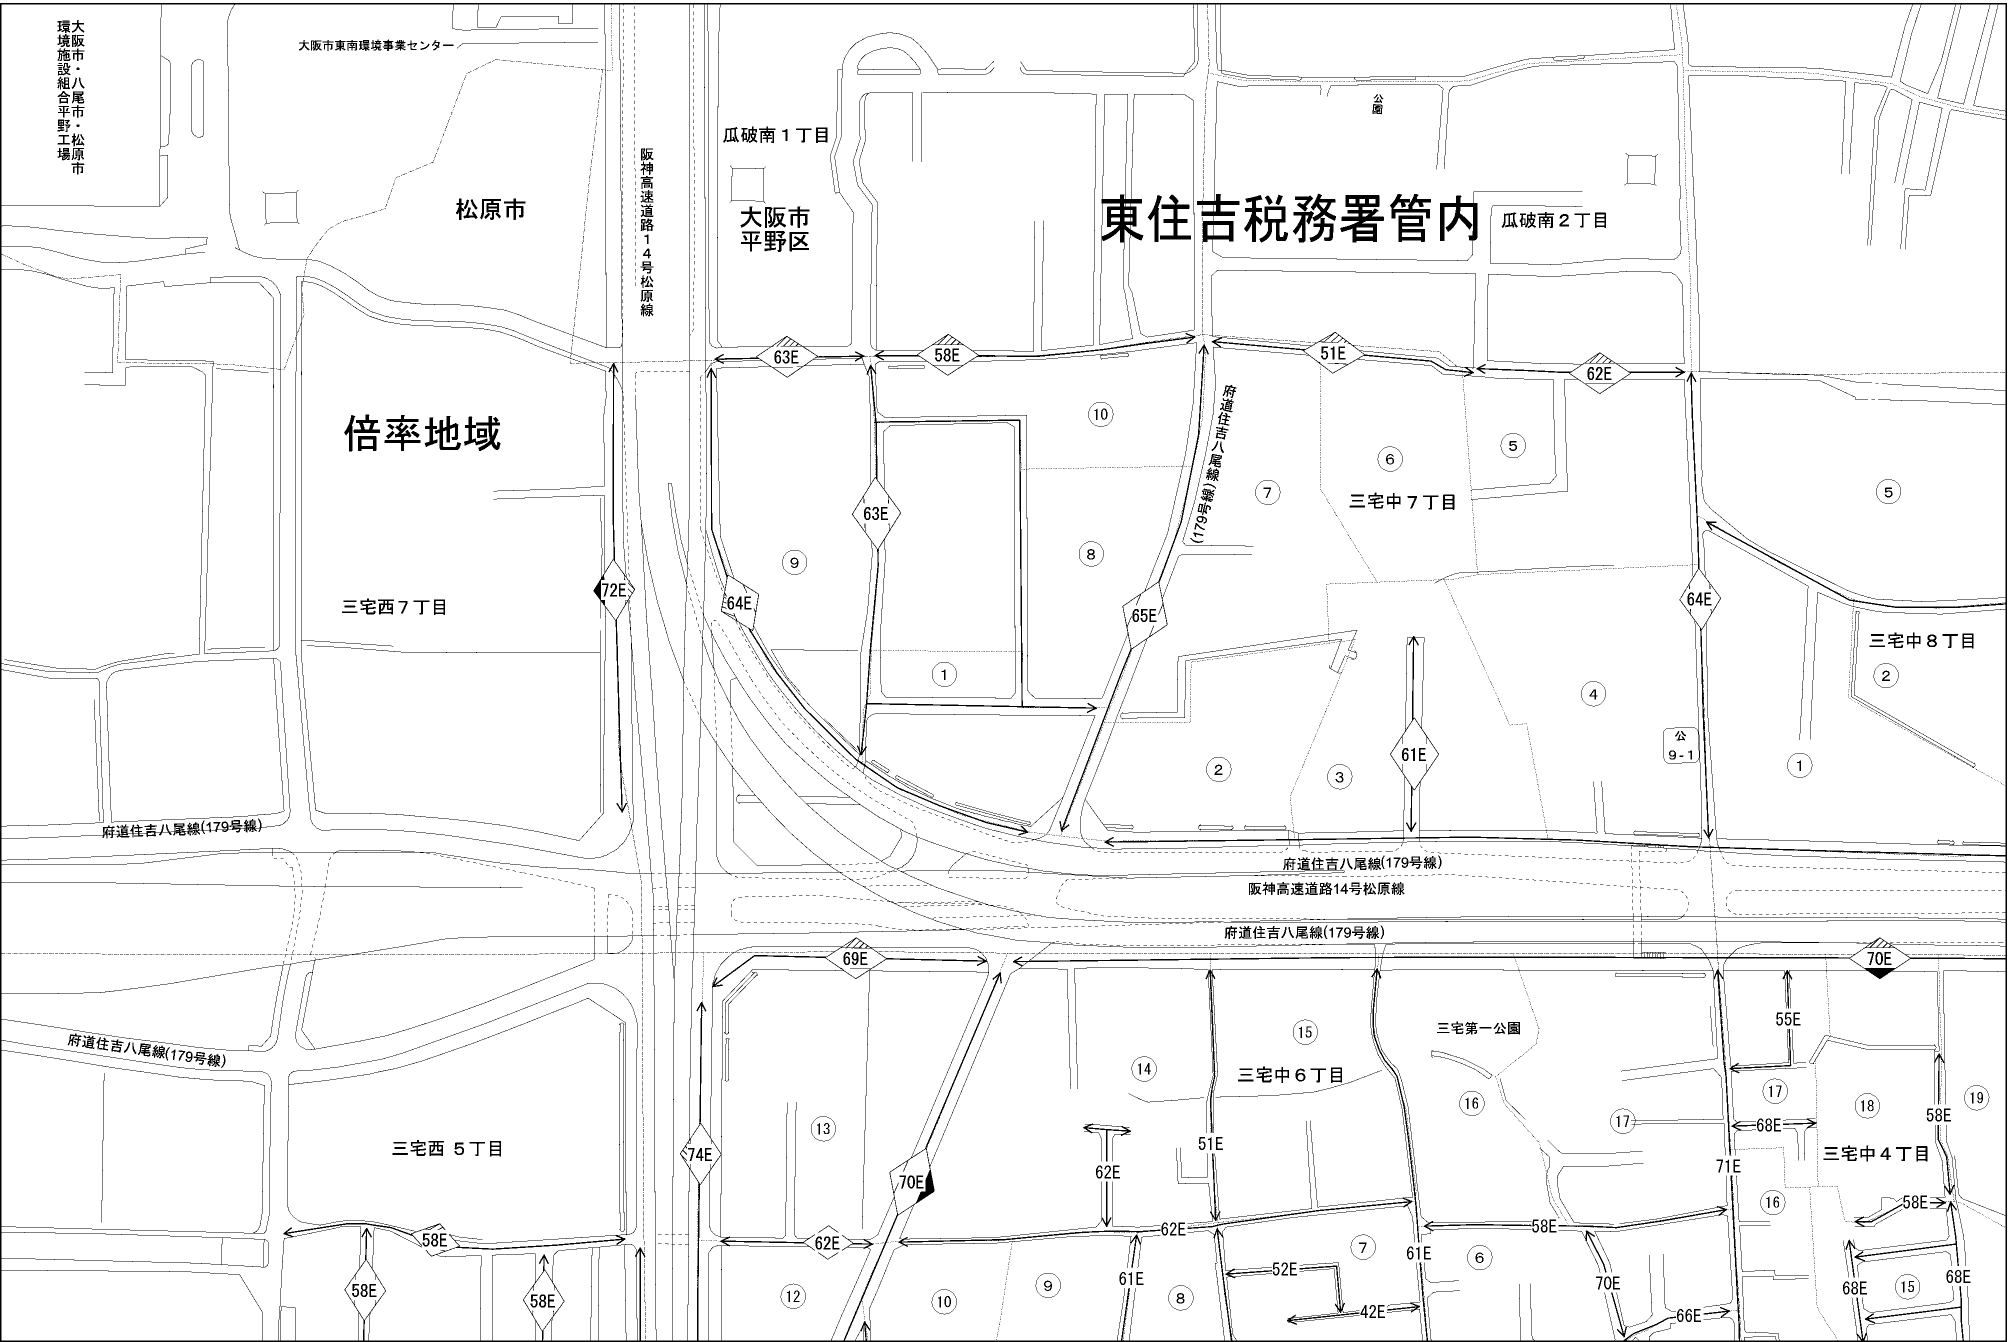 大阪市・八尾市・松原市
環境施設組合平野工場
大阪市東南環境事業センター
松原市
阪神高速道路14号松原線
瓜破南1丁目
大阪市
平野区
東住吉税務署管内
公園
瓜破南2丁目
63E
58E
51E
62E
倍率地域
10
府道住吉八尾線
(179号線)
5
6
7
三宅中7丁目
5
63E
8
9
72E
64E
65E
64E
三宅西7丁目
三宅中8丁目
1
2
4
公
9-1
61E
2
3
1
府道住吉八尾線(179号線)
府道住吉八尾線(179号線)
阪神高速道路14号松原線
府道住吉八尾線(179号線)
69E
70E
府道住吉八尾線(179号線)
15
三宅第一公園
55E
14
三宅中6丁目
16
17
17
18
19
13
58E
68E
三宅西 5丁目
74E
51E
62E
70E
71E
三宅中4丁目
16
58E
58E
62E
62E
58E
7
61E
6
58E
58E
12
10
9
61E
8
52E
42E
70E
66E
68E
15
68E